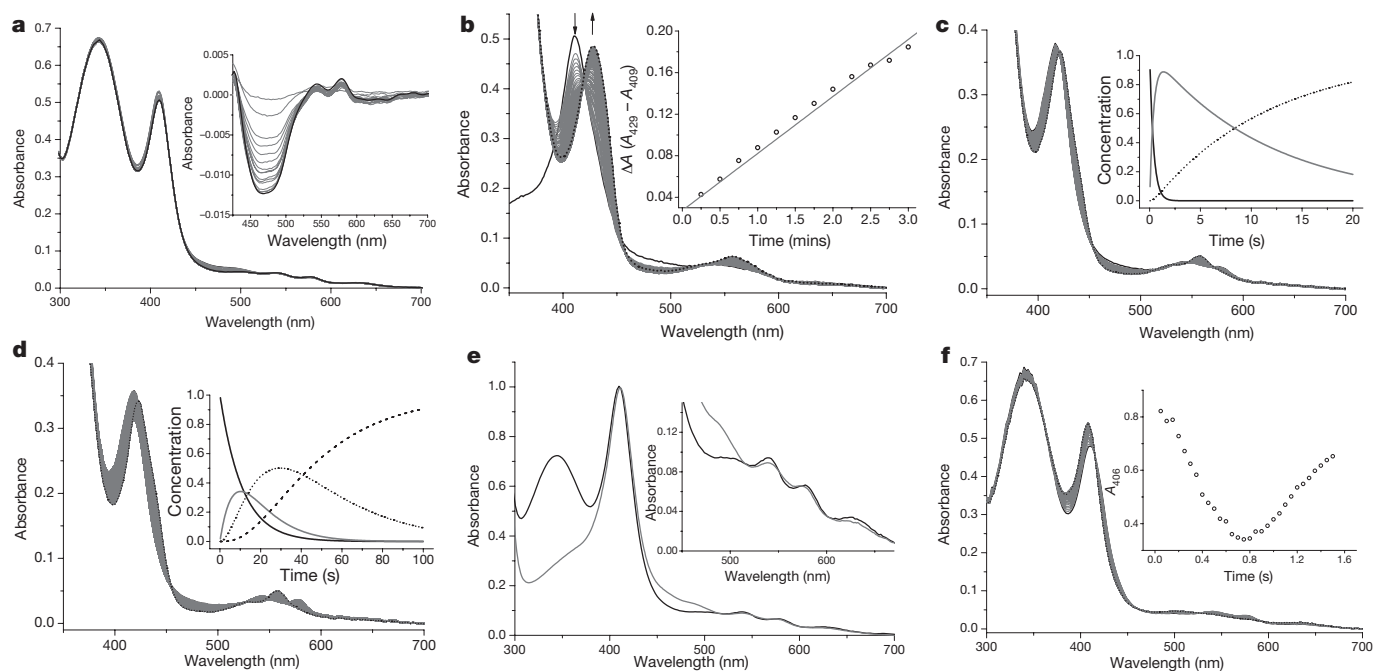 a
Absorbance
0.7
0.6
0.5
0.4
0.3
0.2
0.1
0.0
300 400 500 600 700
Wavelength (nm)
Absorbance
0.005
0.000
−0.005
−0.010
−0.015
450 500 550 600 650 700
Wavelength (nm)
b
Absorbance
0.5
0.4
0.3
0.2
0.1
0.0
400 500 600 700
Wavelength (nm)
ΔA (A429 − A409)
0.20
0.16
0.12
0.08
0.04
0.0 0.5 1.0 1.5 2.0 2.5 3.0
Time (mins)
c
Absorbance
0.4
0.3
0.2
0.1
0.0
400 500 600 700
Wavelength (nm)
Concentration
1.0
0.8
0.6
0.4
0.2
0.0
0 5 10 15 20
Time (s)
d
Absorbance
0.4
0.3
0.2
0.1
0.0
400 500 600 700
Wavelength (nm)
Concentration
1.0
0.8
0.6
0.4
0.2
0.0
0 20 40 60 80 100
Time (s)
e
Absorbance
1.0
0.8
0.6
0.4
0.2
0.0
300 400 500 600 700
Wavelength (nm)
Absorbance
0.15
0.10
0.05
0.00
500 600
Wavelength (nm)
f
Absorbance
0.7
0.6
0.5
0.4
0.3
0.2
0.1
0.0
300 400 500 600 700
Wavelength (nm)
A406
0.8
0.6
0.4
0.0 0.4 0.8 1.2 1.6
Time (s)